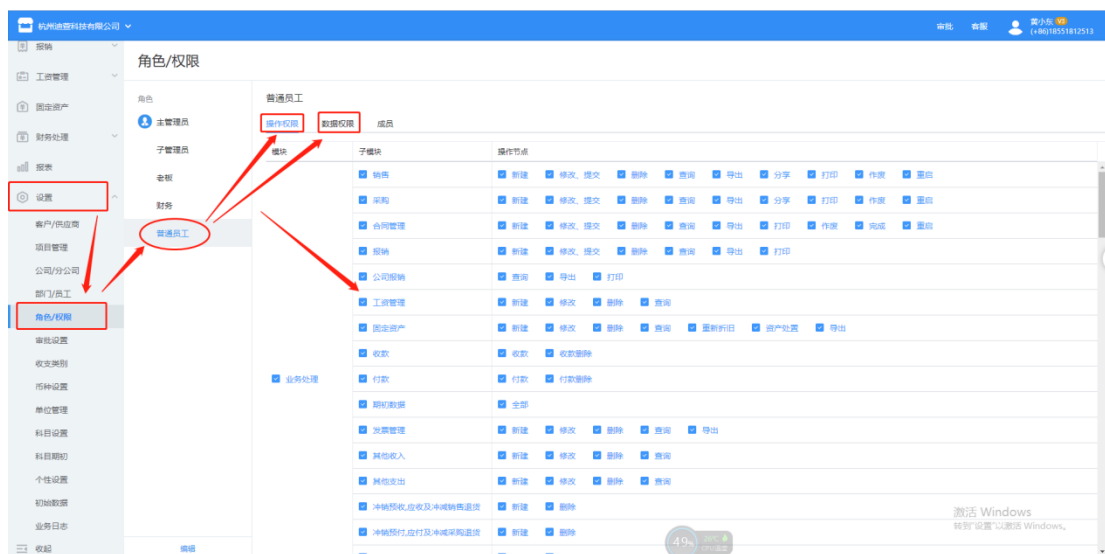 杭州迪蕾科技有限公司
审批 客服 黄小东 V3
(+86)18551812513
报销
工资管理
固定资产
财务处理
报表
设置
客户/供应商
项目管理
公司/分公司
部门/员工
角色/权限
审批设置
收支类别
币种设置
单位管理
科目设置
科目期初
个性设置
初始数据
业务日志
收起
角色/权限
角色
主管理员
子管理员
老板
财务
普通员工
编辑
普通员工
操作权限 数据权限 成员
模块 子模块 操作节点
业务处理
销售 新建 修改、提交 删除 查询 导出 分享 打印 作废 重启
采购 新建 修改、提交 删除 查询 导出 分享 打印 作废 重启
合同管理 新建 修改、提交 删除 查询 导出 打印 作废 完成 重启
报销 新建 修改、提交 删除 查询 导出 打印
公司报销 查询 导出 打印
工资管理 新建 修改 删除 查询
固定资产 新建 修改 删除 查询 重新折旧 资产处置 导出
收款 收款 收款删除
付款 付款 付款删除
期初数据 全部
发票管理 新建 修改 删除 查询 导出
其他收入 新建 修改 删除 查询
其他支出 新建 修改 删除 查询
冲销预收,应收及冲减销售退货 新建 删除
冲销预付,应付及冲减采购退货 新建 删除
激活 Windows
转到"设置"以激活 Windows。
49%